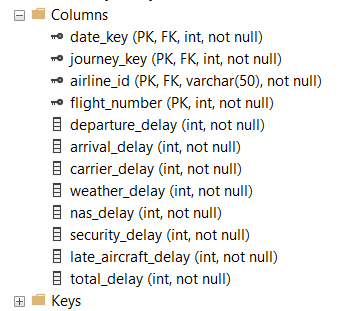 Columns
date_key (PK, FK, int, not null)
journey_key (PK, FK, int, not null)
airline_id (PK, FK, varchar(50), not null)
flight_number (PK, int, not null)
departure_delay (int, not null)
arrival_delay (int, not null)
carrier_delay (int, not null)
weather_delay (int, not null)
nas_delay (int, not null)
security_delay (int, not null)
late_aircraft_delay (int, not null)
total_delay (int, not null)
Keys